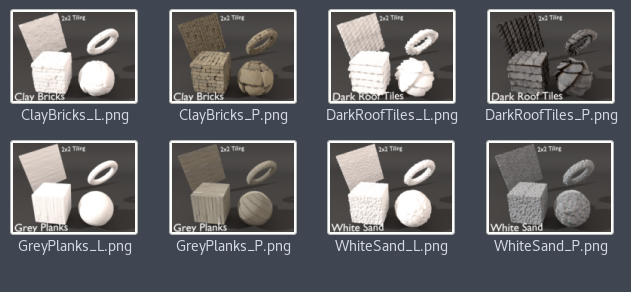 2x2 Tiling 2x2 Tiling 2x2 Tiling 2x2 Tiling
Clay Bricks Clay Bricks Dark Roof Tiles Dark Roof Tiles
ClayBricks_L.png ClayBricks_P.png DarkRoofTiles_L.png DarkRoofTiles_P.png
2x2 Tiling 2x2 Tiling 2x2 Tiling 2x2 Tiling
Grey Planks Grey Planks White Sand White Sand
GreyPlanks_L.png GreyPlanks_P.png WhiteSand_L.png WhiteSand_P.png